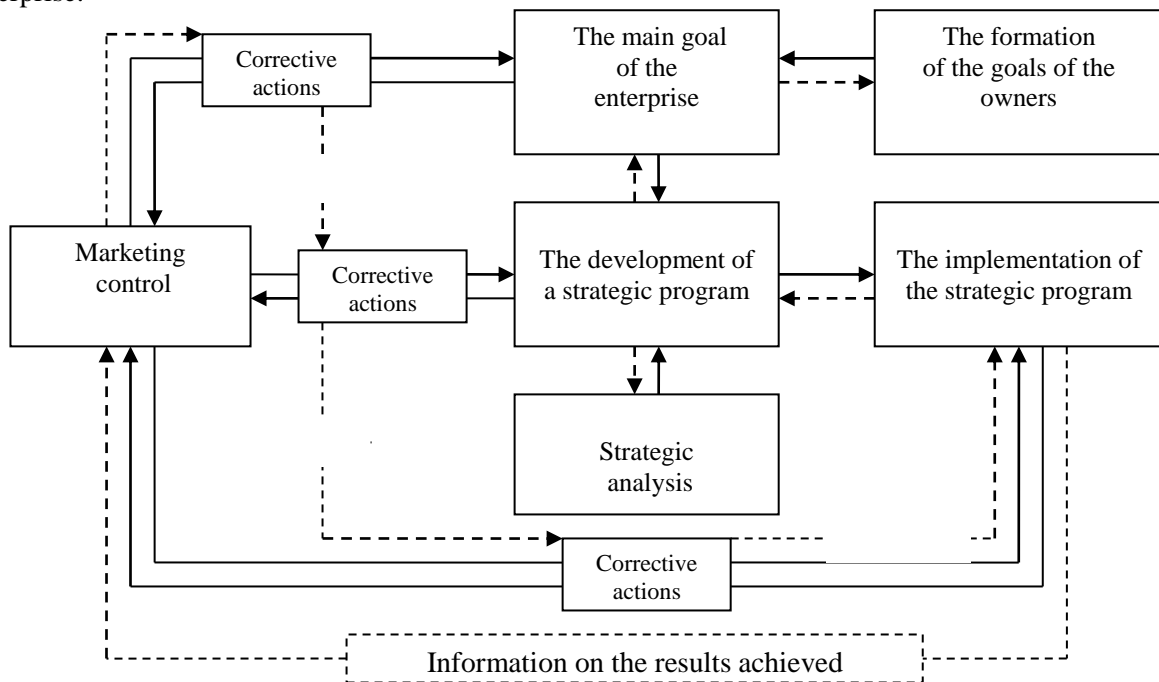 Corrective
actions
The main goal
of the
enterprise
The formation
of the goals of the
owners
Marketing
control
Corrective
actions
The development of
a strategic program
The implementation of
the strategic program
Strategic
analysis
Corrective
actions
Information on the results achieved